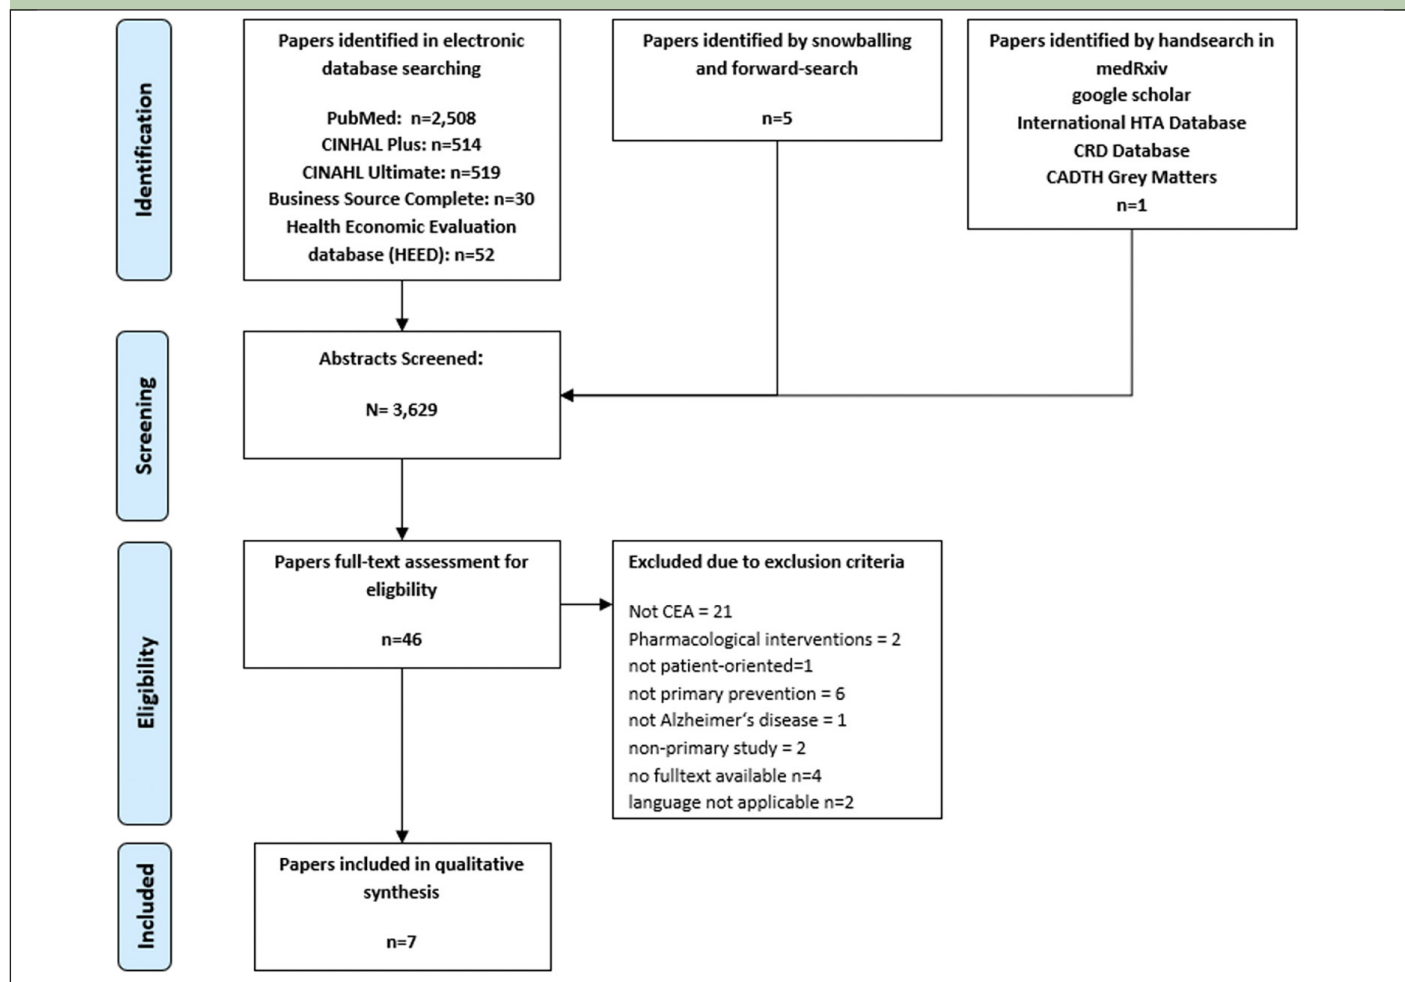 Identification
Papers identified in electronic
database searching
PubMed:  n=2,508
CINHAL Plus: n=514
CINAHL Ultimate: n=519
Business Source Complete: n=30
Health Economic Evaluation
database (HEED): n=52
Papers identified by snowballing
and forward-search
n=5
Papers identified by handsearch in
medRxiv
google scholar
International HTA Database
CRD Database
CADTH Grey Matters
n=1
Screening
Abstracts Screened:
N= 3,629
Eligibility
Papers full-text assessment for
eligbility
n=46
Excluded due to exclusion criteria
Not CEA = 21
Pharmacological interventions = 2
not patient-oriented=1
not primary prevention = 6
not Alzheimer‘s disease = 1
non-primary study = 2
no fulltext available n=4
language not applicable n=2
Included
Papers included in qualitative
synthesis
n=7